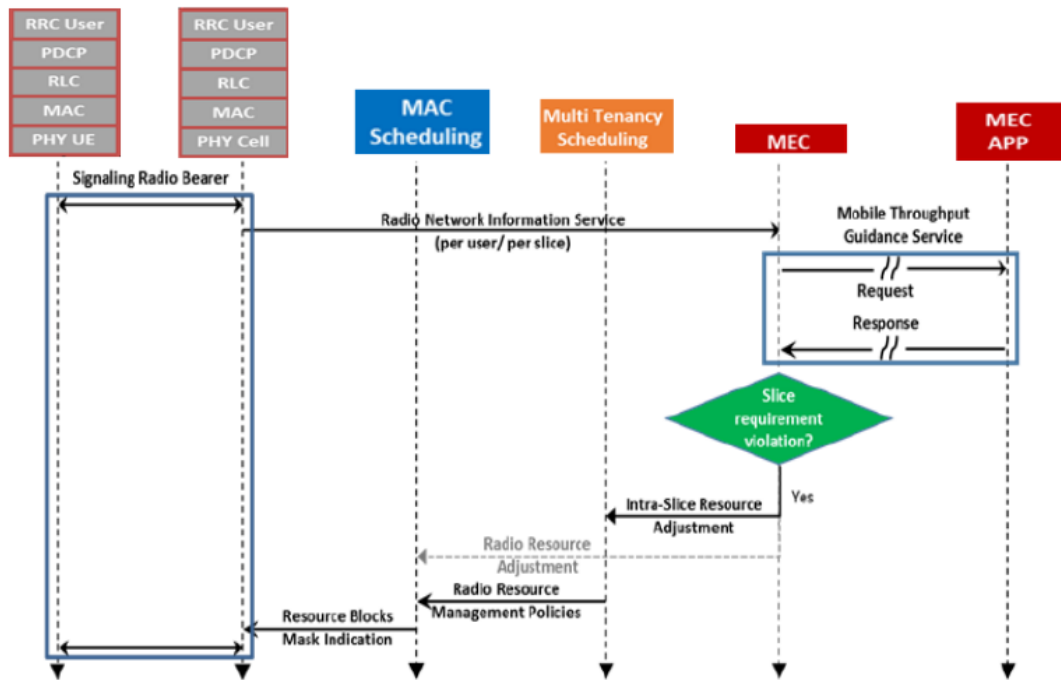 RRC User
PDCP
RLC
MAC
PHY UE
RRC User
PDCP
RLC
MAC
PHY Cell
MAC
Scheduling
Multi Tenancy
Scheduling
MEC
MEC
APP
Signaling Radio Bearer
Radio Network Information Service
(per user/ per slice)
Mobile Throughput
Guidance Service
Request
Response
Slice
requirement
violation?
Yes
Intra-Slice Resource
Adjustment
Radio Resource
Adjustment
Radio Resource
Management Policies
Resource Blocks
Mask Indication